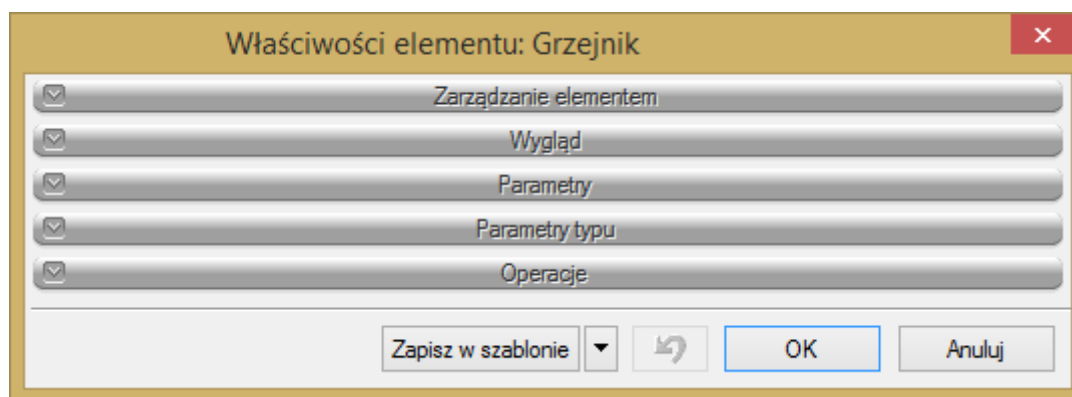 Właściwości elementu: Grzejnik
Zarządzanie elementem
Wygląd
Parametry
Parametry typu
Operacje
Zapisz w szablonie OK Anuluj